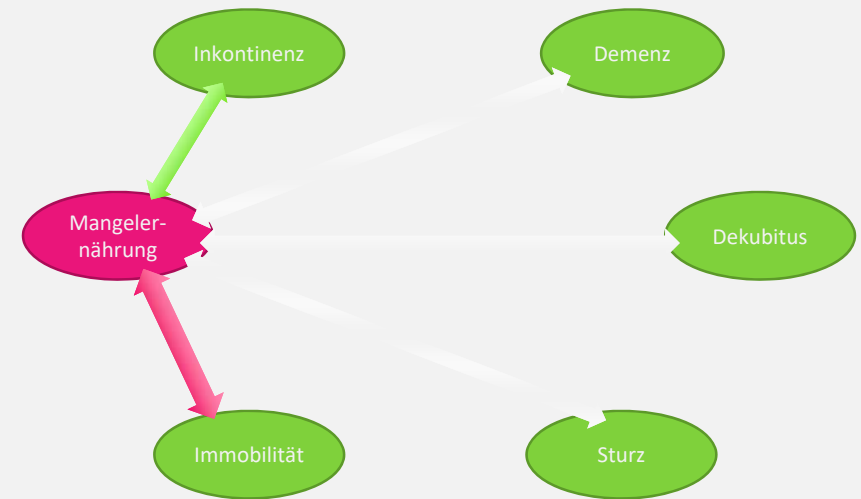 Inkontinenz
Demenz
Mangeler-
nährung
Dekubitus
Immobilität
Sturz